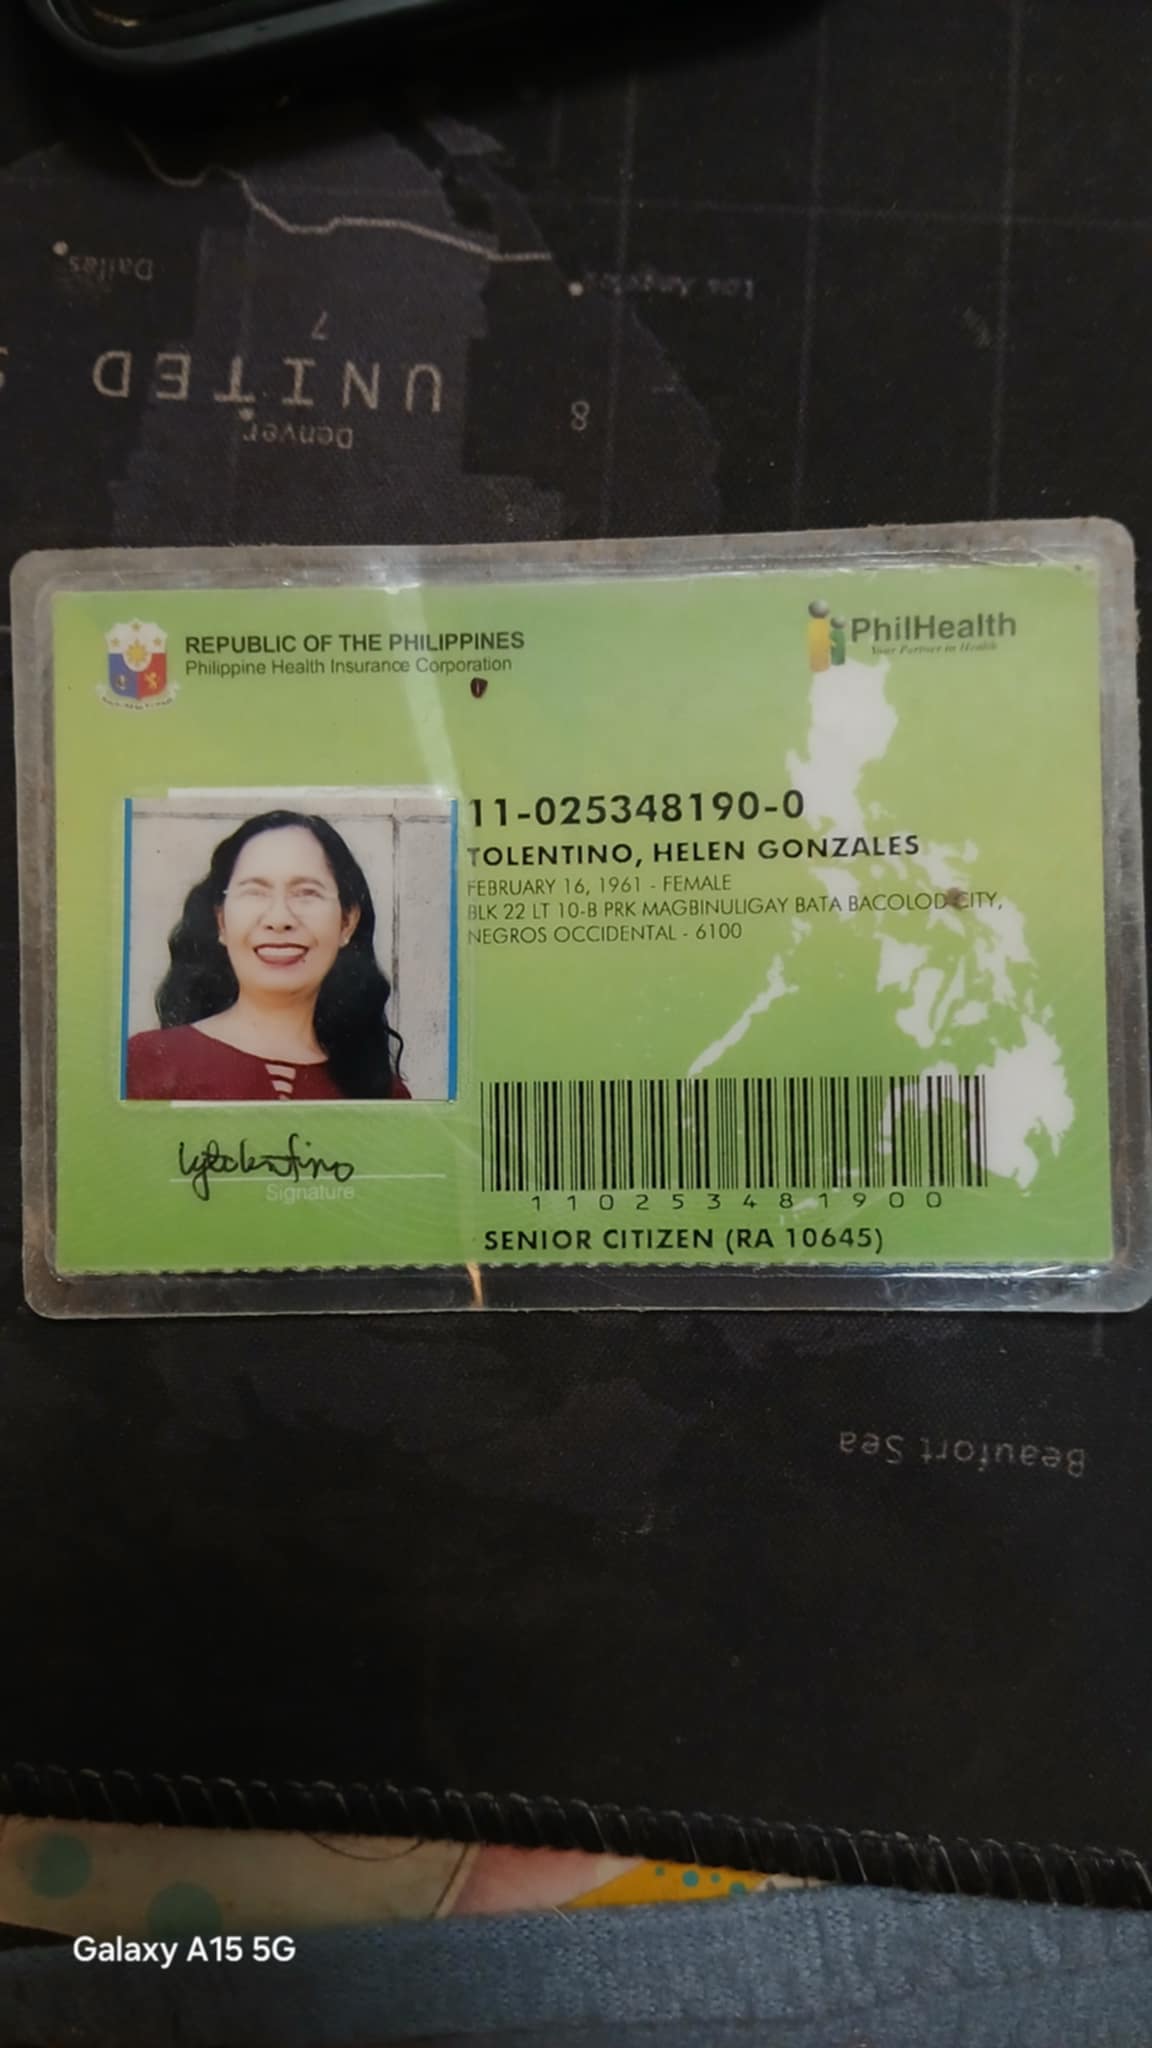 Dallas
Los Angeles
7
UNITED S
Denver
8
REPUBLIC OF THE PHILIPPINES
Philippine Health Insurance Corporation
PhilHealth
Your Partner in Health
11-025348190-0
TOLENTINO, HELEN GONZALES
FEBRUARY 16, 1961 - FEMALE
BLK 22 LT 10-B PRK MAGBINULIGAY BATA BACOLOD CITY,
NEGROS OCCIDENTAL - 6100
Signature
110253481900
SENIOR CITIZEN (RA 10645)
Beaufort Sea
Galaxy A15 5G